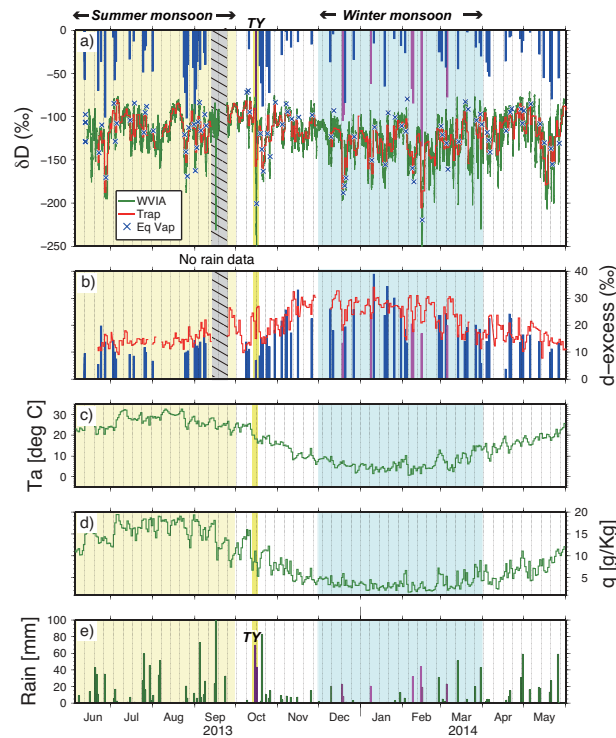 Summer monsoon
Winter monsoon
TY
a)
0
−50
−100
−150
−200
−250
δD (‰)
WVIA
Trap
Eq Vap
No rain data
b)
40
30
20
10
0
d−excess (‰)
c)
30
20
10
0
Ta [deg C]
d)
20
15
10
5
q [g/Kg]
e)
TY
100
80
60
40
20
0
Rain [mm]
Jun Jul Aug Sep Oct Nov Dec Jan Feb Mar Apr May
2013 2014